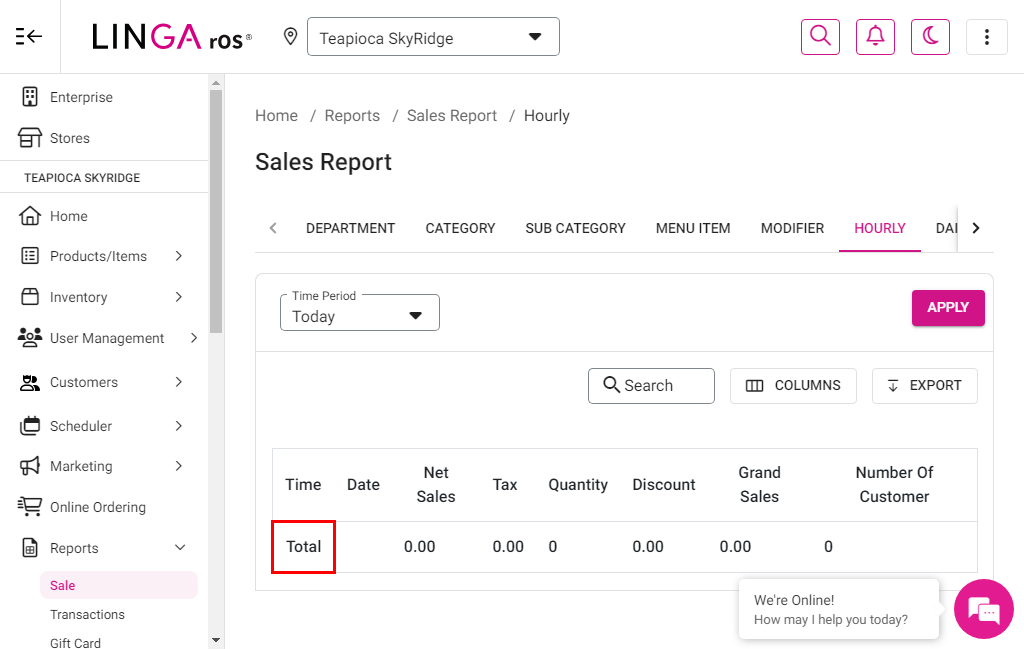 LINGA ros®
Teapioca SkyRidge
Enterprise
Stores
TEAPIOCA SKYRIDGE
Home
Products/Items
Inventory
User Management
Customers
Scheduler
Marketing
Online Ordering
Reports
Sale
Transactions
Gift Card
Home / Reports / Sales Report / Hourly
Sales Report
DEPARTMENT CATEGORY SUB CATEGORY MENU ITEM MODIFIER HOURLY DAI
Time Period
Today
APPLY
Search COLUMNS EXPORT
Time Date Net Sales Tax Quantity Discount Grand Sales Number Of Customer
Total 0.00 0.00 0 0.00 0.00 0
We're Online!
How may I help you today?